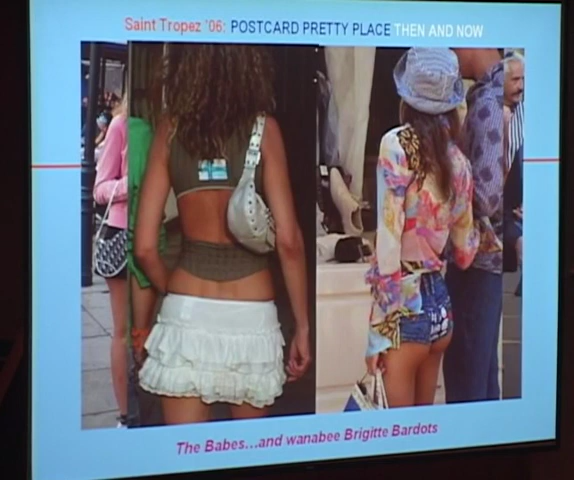 Saint Tropez '06: POSTCARD PRETTY PLACE THEN AND NOW
The Babes...and wanabee Brigitte Bardots